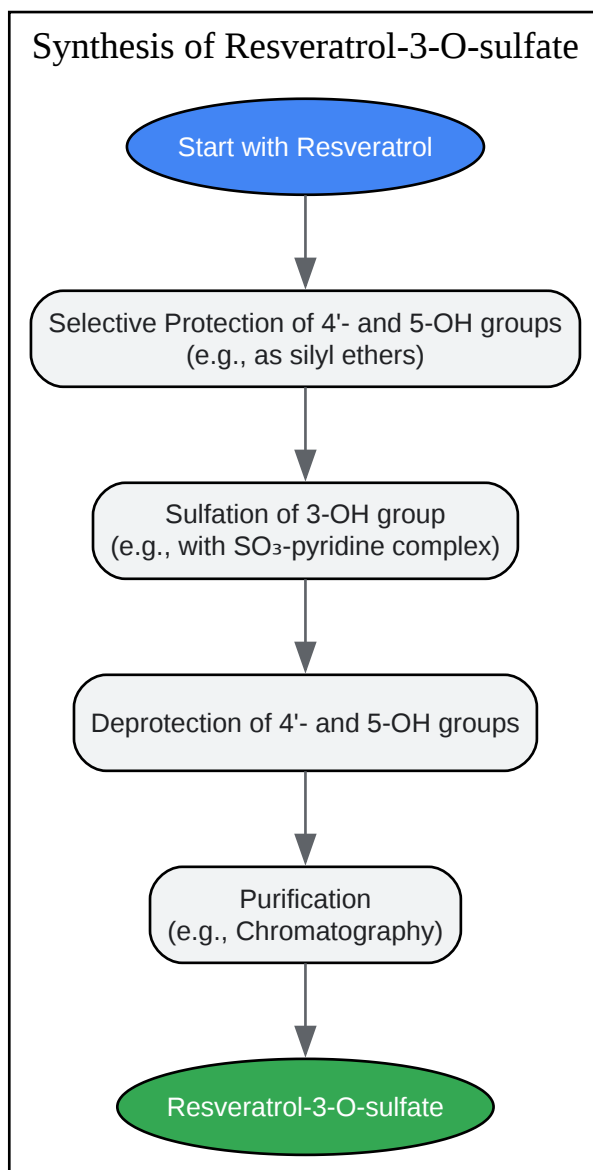 Synthesis of Resveratrol-3-O-sulfate
Start with Resveratrol
Selective Protection of 4'- and 5-OH groups
(e.g., as silyl ethers)
Sulfation of 3-OH group
(e.g., with SO₃-pyridine complex)
Deprotection of 4'- and 5-OH groups
Purification
(e.g., Chromatography)
Resveratrol-3-O-sulfate